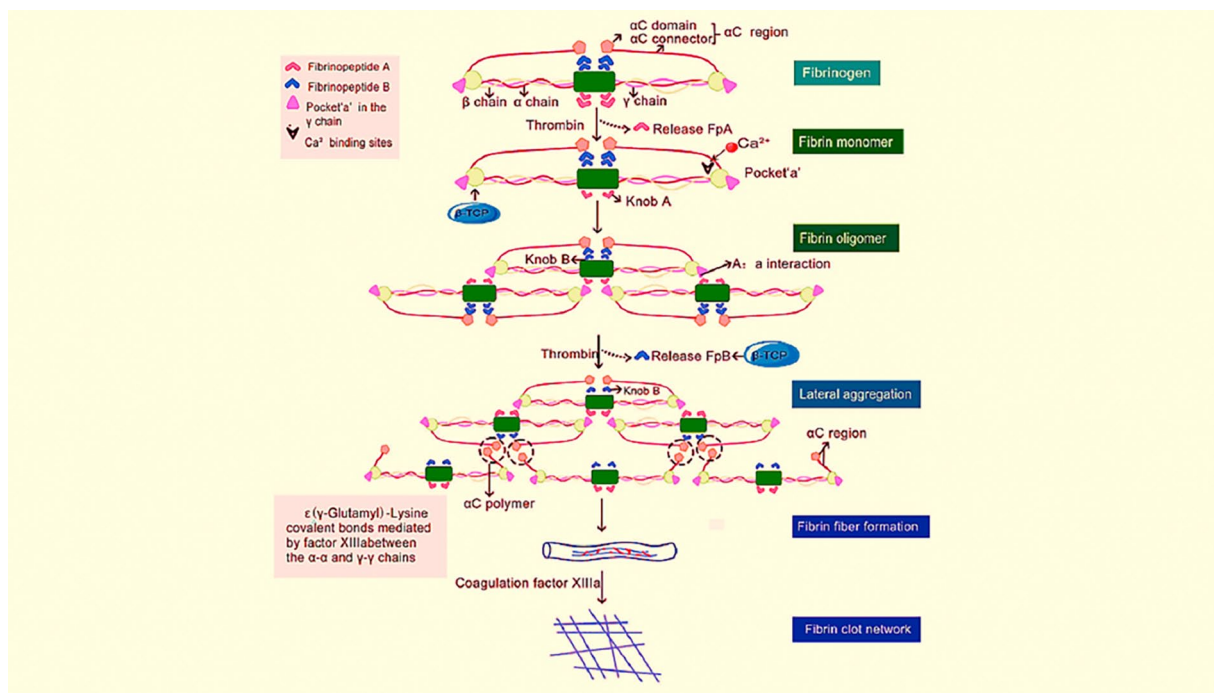 αC domain
αC connector
αC region
Fibrinopeptide A
Fibrinopeptide B
Pocket'a' in the
γ chain
Ca³ binding sites
Fibrinogen
β chain
α chain
γ chain
Thrombin
Release FpA
Fibrin monomer
Ca²⁺
Pocket'a'
Knob A
β-TCP
Fibrin oligomer
Knob B
A: a interaction
Thrombin
Release FpB
β-TCP
Lateral aggregation
Knob B
αC region
αC polymer
ε(γ-Glutamyl)-Lysine
covalent bonds mediated
by factor XIIIabetween
the α-α and γ-γ chains
Fibrin fiber formation
Coagulation factor XIIIa
Fibrin clot network